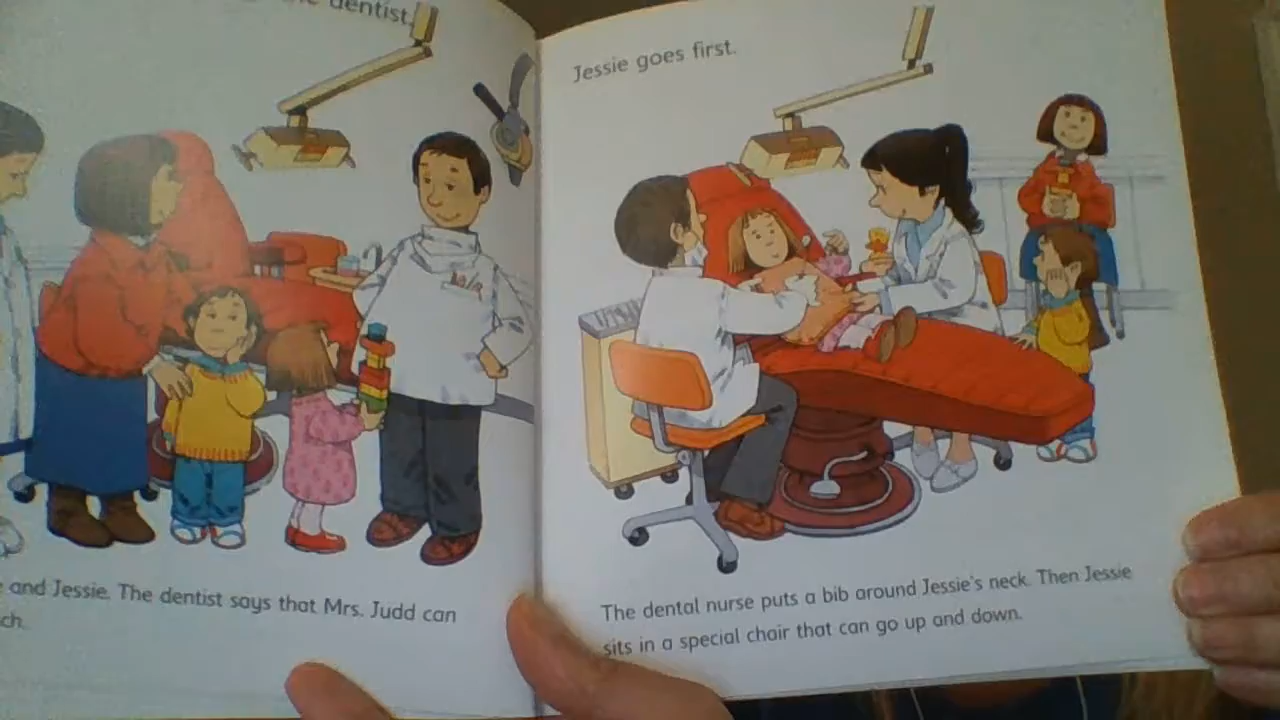 dentist.
and Jessie. The dentist says that Mrs. Judd can
Jessie goes first.
The dental nurse puts a bib around Jessie's neck. Then Jessie
sits in a special chair that can go up and down.